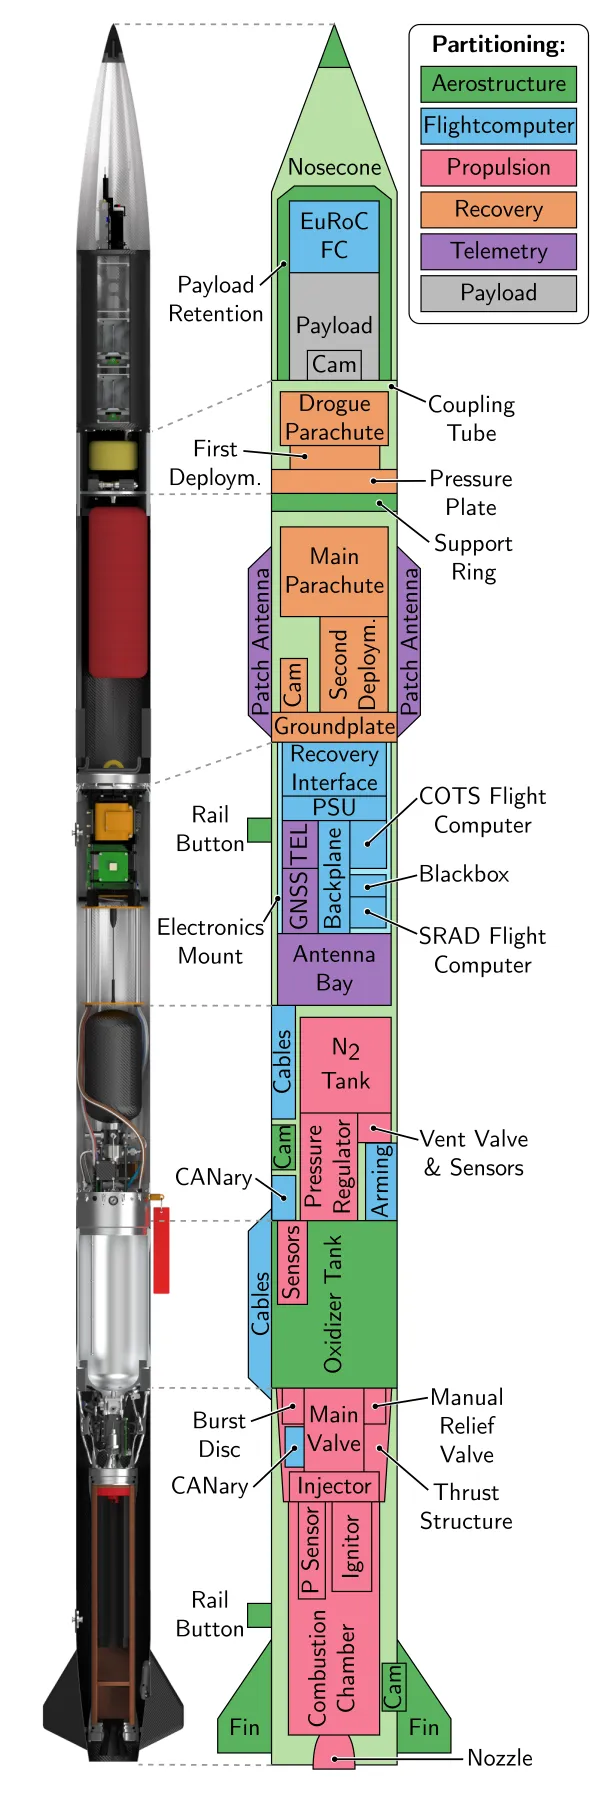 Partitioning:
Aerostructure
Flightcomputer
Propulsion
Recovery
Telemetry
Payload
Nosecone
EuRoC
FC
Payload
Retention
Payload
Cam
Coupling
Tube
Drogue
Parachute
First
Deploym.
Pressure
Plate
Support
Ring
Main
Parachute
Patch Antenna
Patch Antenna
Second
Deploym.
Cam
Groundplate
Recovery
Interface
PSU
COTS Flight
Computer
Rail
Button
TEL
Backplane
GNSS
Blackbox
Electronics
Mount
SRAD Flight
Computer
Antenna
Bay
Cables
N2
Tank
Cam
Pressure
Regulator
Vent Valve
& Sensors
Arming
CANary
Sensors
Oxidizer Tank
Cables
Burst
Disc
Main
Valve
Manual
Relief
Valve
CANary
Injector
Thrust
Structure
P Sensor
Ignitor
Rail
Button
Combustion
Chamber
Cam
Fin
Fin
Nozzle